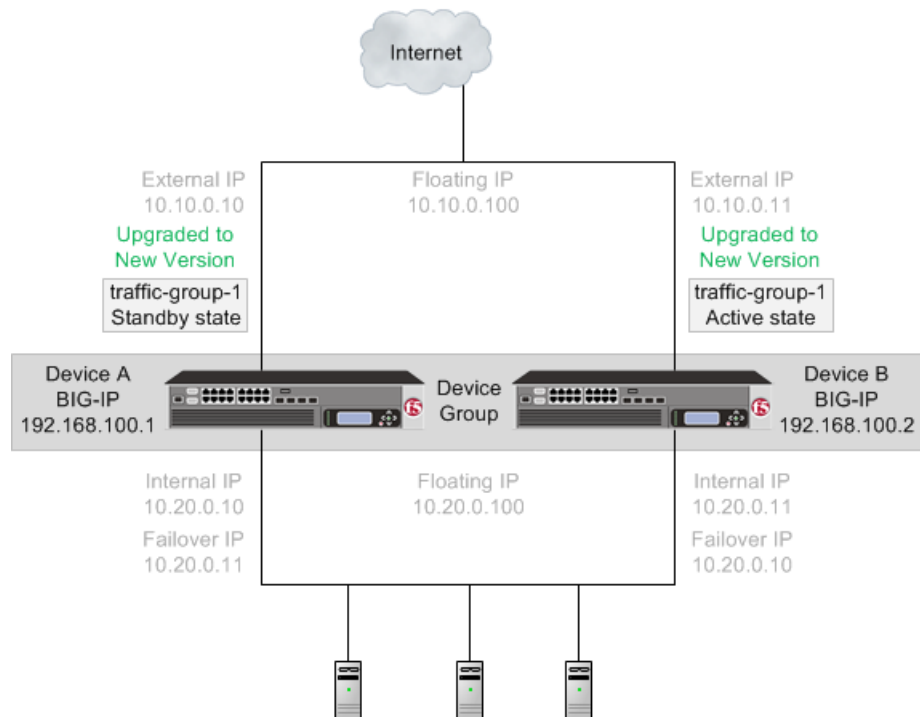 Internet
External IP
10.10.0.10
Floating IP
10.10.0.100
External IP
10.10.0.11
Upgraded to
New Version
Upgraded to
New Version
traffic-group-1
Standby state
traffic-group-1
Active state
Device A
BIG-IP
192.168.100.1
f5
Device
Group
f5
Device B
BIG-IP
192.168.100.2
Internal IP
10.20.0.10
Floating IP
10.20.0.100
Internal IP
10.20.0.11
Failover IP
10.20.0.11
Failover IP
10.20.0.10